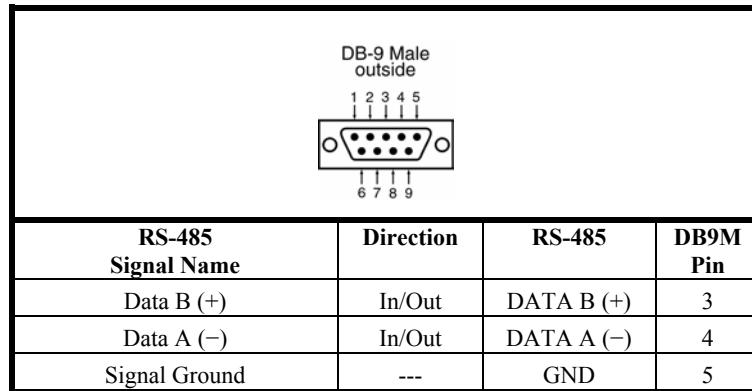 DB-9 Male
outside
1 2 3 4 5
6 7 8 9
RS-485 Signal Name Direction RS-485 DB9M Pin
Data B (+) In/Out DATA B (+) 3
Data A (−) In/Out DATA A (−) 4
Signal Ground --- GND 5